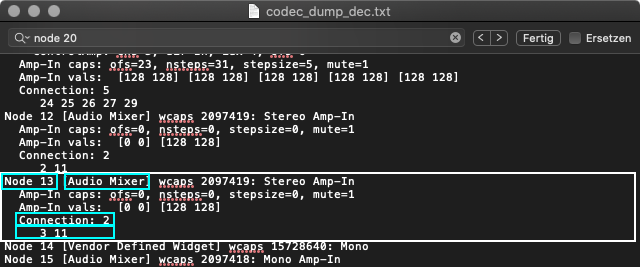 codec_dump_dec.txt
node 20
Fertig
Ersetzen
Amp-In caps: ofs=23, nsteps=31, stepsize=5, mute=1
Amp-In vals:  [128 128] [128 128] [128 128] [128 128] [128 128]
Connection: 5
24 25 26 27 29
Node 12 [Audio Mixer] wcaps 2097419: Stereo Amp-In
Amp-In caps: ofs=0, nsteps=0, stepsize=0, mute=1
Amp-In vals:  [0 0] [128 128]
Connection: 2
2 11
Node 13 [Audio Mixer] wcaps 2097419: Stereo Amp-In
Amp-In caps: ofs=0, nsteps=0, stepsize=0, mute=1
Amp-In vals:  [0 0] [128 128]
Connection: 2
3 11
Node 14 [Vendor Defined Widget] wcaps 15728640: Mono
Node 15 [Audio Mixer] wcaps 2097418: Mono Amp-In